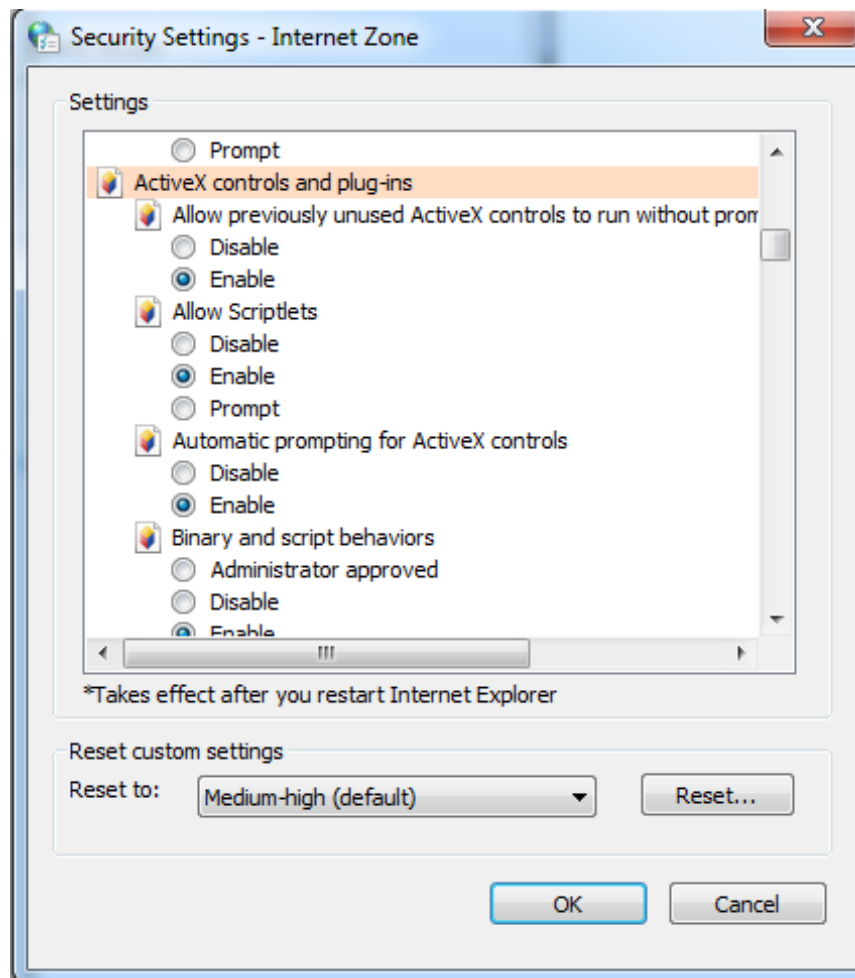 Security Settings - Internet Zone
Settings
Prompt
ActiveX controls and plug-ins
Allow previously unused ActiveX controls to run without prom
Disable
Enable
Allow Scriptlets
Disable
Enable
Prompt
Automatic prompting for ActiveX controls
Disable
Enable
Binary and script behaviors
Administrator approved
Disable
Enable
*Takes effect after you restart Internet Explorer
Reset custom settings
Reset to: Medium-high (default) Reset...
OK Cancel